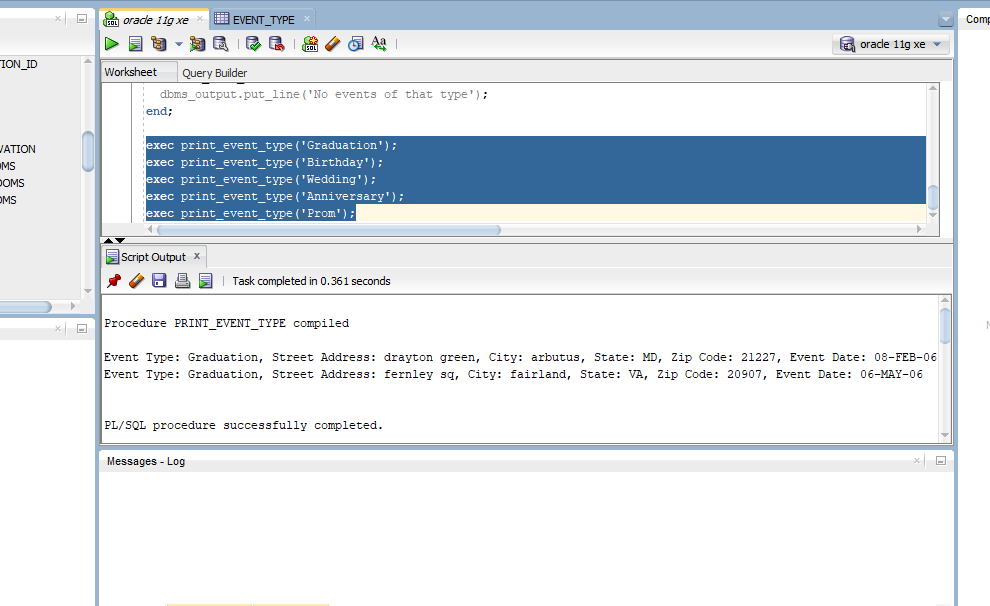 oracle 11g xe
EVENT_TYPE
Comp
oracle 11g xe
TION_ID
VATION
OMS
OOMS
OMS
Worksheet
Query Builder
dbms_output.put_line('No events of that type');
end;
exec print_event_type('Graduation');
exec print_event_type('Birthday');
exec print_event_type('Wedding');
exec print_event_type('Anniversary');
exec print_event_type('Prom');
Script Output
Task completed in 0.361 seconds
Procedure PRINT_EVENT_TYPE compiled
Event Type: Graduation, Street Address: drayton green, City: arbutus, State: MD, Zip Code: 21227, Event Date: 08-FEB-06
Event Type: Graduation, Street Address: fernley sq, City: fairland, State: VA, Zip Code: 20907, Event Date: 06-MAY-06
PL/SQL procedure successfully completed.
Messages - Log